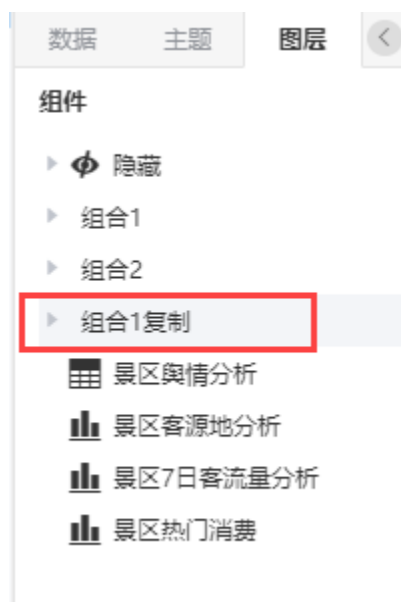 数据 主题 图层
组件
隐藏
组合1
组合2
组合1复制
景区舆情分析
景区客源地分析
景区7日客流量分析
景区热门消费